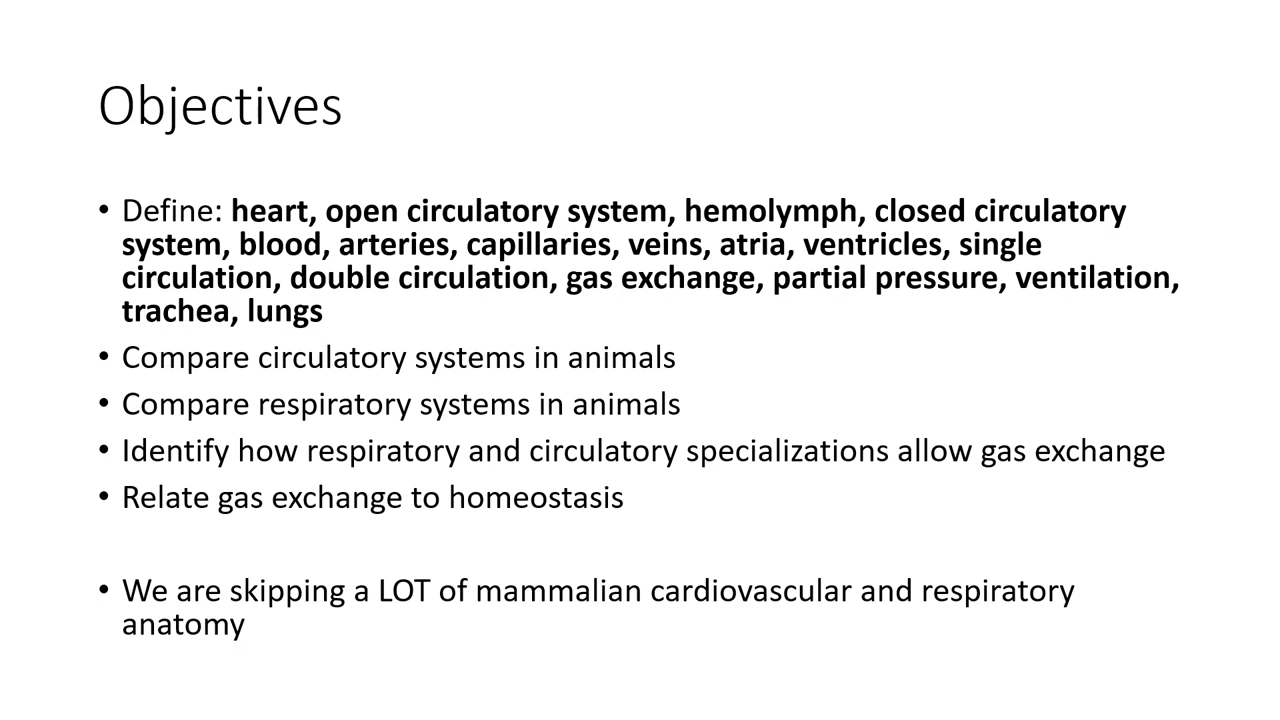 Objectives
• Define: heart, open circulatory system, hemolymph, closed circulatory
system, blood, arteries, capillaries, veins, atria, ventricles, single
circulation, double circulation, gas exchange, partial pressure, ventilation,
trachea, lungs
• Compare circulatory systems in animals
• Compare respiratory systems in animals
• Identify how respiratory and circulatory specializations allow gas exchange
• Relate gas exchange to homeostasis
• We are skipping a LOT of mammalian cardiovascular and respiratory
anatomy